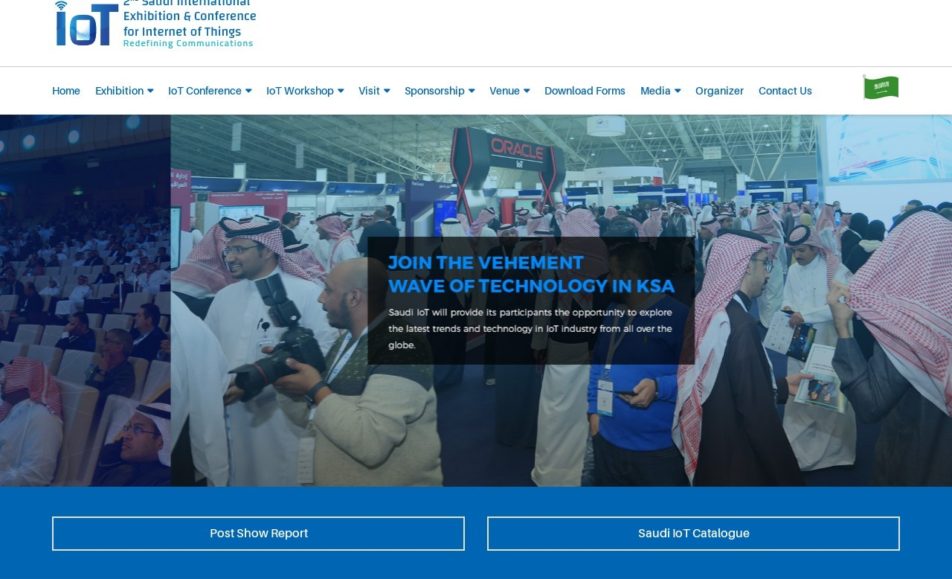 2nd Saudi International
IoT
Exhibition & Conference
for Internet of Things
Redefining Communications
Home Exhibition IoT Conference IoT Workshop Visit Sponsorship Venue Download Forms Media Organizer Contact Us
ORACLE
IoT
JOIN THE VEHEMENT
WAVE OF TECHNOLOGY IN KSA
Saudi IoT will provide its participants the opportunity to explore
the latest trends and technology in IoT industry from all over the
globe.
Post Show Report
Saudi IoT Catalogue